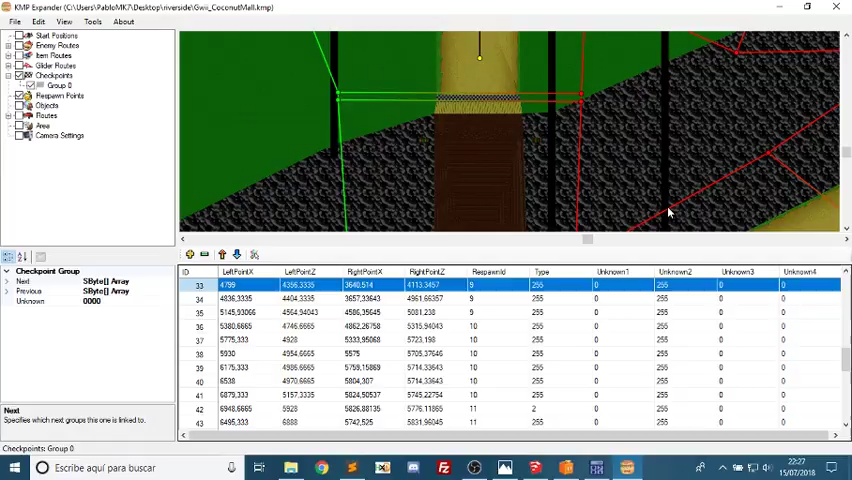 KMP Expander (C:\Users\PabloMK7\Desktop\riverside\Gwii_CoconutMall.kmp)
File Edit View Tools About
Start Positions
Enemy Routes
Item Routes
Glider Routes
Checkpoints
Group 0
Respawn Points
Objects
Routes
Area
Camera Settings
Checkpoint Group
Next SByte[] Array
Previous SByte[] Array
Unknown 0000
Next
Specifies which next groups this one is linked to.
ID LeftPointX LeftPointZ RightPointX RightPointZ RespawnId Type Unknown1 Unknown2 Unknown3 Unknown4
33 4799 4356,3335 3640,514 4113,3457 9 255 0 255 0 0
34 4836,3335 4404,3335 3657,33643 4961,66357 9 255 0 255 0 0
35 5145,93066 4564,94043 4586,35645 5081,238 9 255 0 255 0 0
36 5380,6665 4746,6665 4862,26758 5315,94043 10 255 0 255 0 0
37 5775,333 4928 5333,95068 5723,198 10 255 0 255 0 0
38 5930 4954,6665 5575 5705,37646 10 255 0 255 0 0
39 6175,333 4986,6665 5759,15869 5714,33643 10 255 0 255 0 0
40 6538 4970,6665 5804,307 5714,33643 10 255 0 255 0 0
41 6879,333 5157,3335 5824,50537 5745,22754 10 255 0 255 0 0
42 6948,6665 5928 5826,88135 5776,11865 11 2 0 255 0 0
43 6495,333 6888 5742,525 5831,96045 11 255 0 255 0 0
Checkpoints: Group 0
Escribe aquí para buscar
22:27
15/07/2018